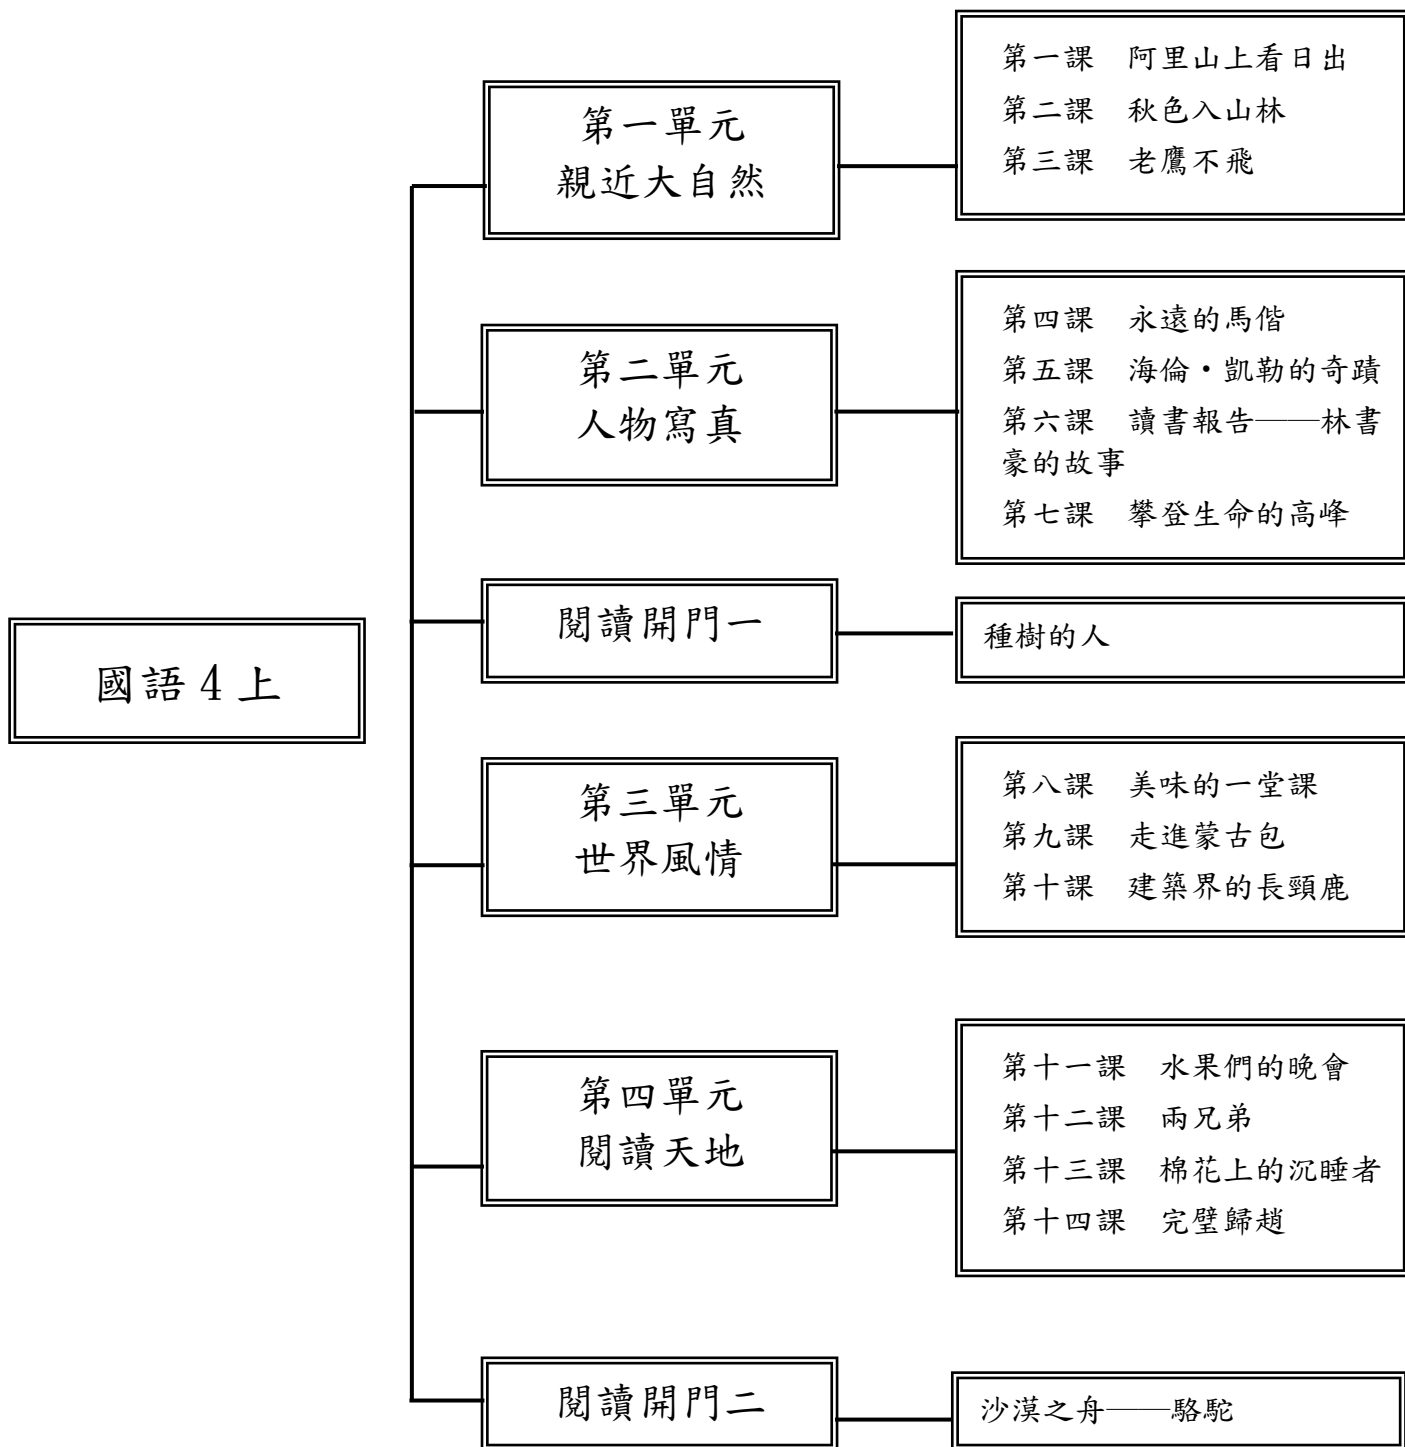 國語4上
第一單元
親近大自然
第一課　阿里山上看日出
第二課　秋色入山林
第三課　老鷹不飛
第二單元
人物寫真
第四課　永遠的馬偕
第五課　海倫‧凱勒的奇蹟
第六課　讀書報告──林書
豪的故事
第七課　攀登生命的高峰
閱讀開門一
種樹的人
第三單元
世界風情
第八課　美味的一堂課
第九課　走進蒙古包
第十課　建築界的長頸鹿
第四單元
閱讀天地
第十一課　水果們的晚會
第十二課　兩兄弟
第十三課　棉花上的沉睡者
第十四課　完璧歸趙
閱讀開門二
沙漠之舟──駱駝